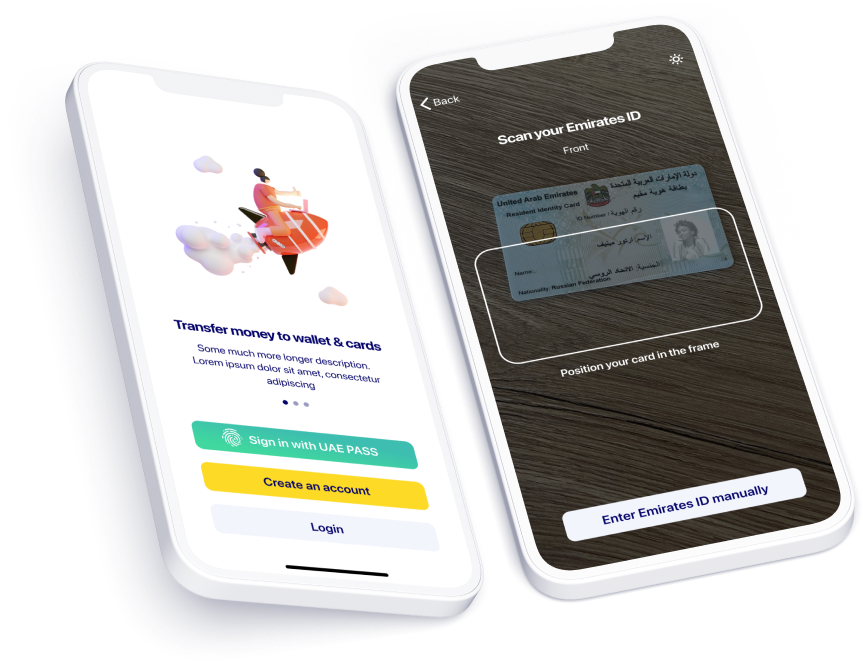 Transfer money to wallet & cards
Some much more longer description.
Lorem ipsum dolor sit amet, consectetur
adipiscing
Sign in with UAE PASS
Create an account
Login
Back
Scan your Emirates ID
Front
United Arab Emirates
دولة الإمارات العربية المتحدة
Resident Identity Card
بطاقة هوية مقيم
ID Number / رقم الهوية
الإسم: ارتور مينيف
Name:
الجنسية: الاتحاد الروسي
Nationality: Russian Federation
Position your card in the frame
Enter Emirates ID manually